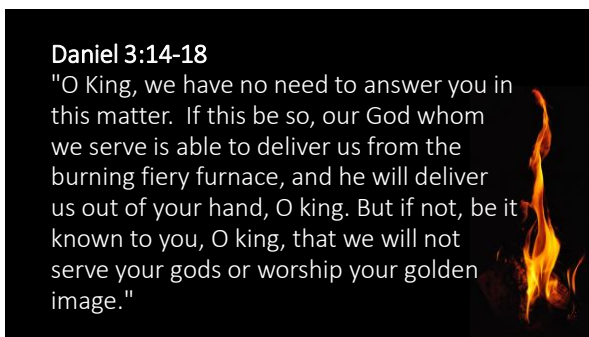 Daniel 3:14-18
"O King, we have no need to answer you in
this matter.  If this be so, our God whom
we serve is able to deliver us from the
burning fiery furnace, and he will deliver
us out of your hand, O king. But if not, be it
known to you, O king, that we will not
serve your gods or worship your golden
image."